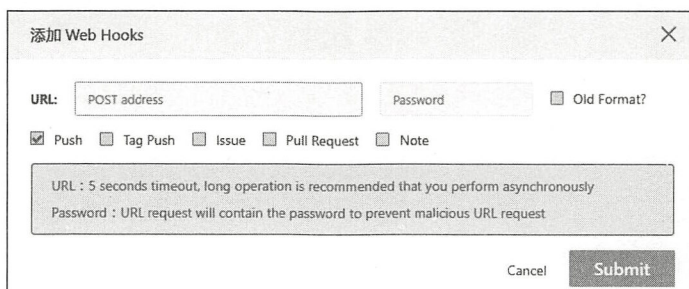 添加 Web Hooks
URL: POST address Password Old Format?
Push Tag Push Issue Pull Request Note
URL：5 seconds timeout, long operation is recommended that you perform asynchronously
Password：URL request will contain the password to prevent malicious URL request
Cancel Submit